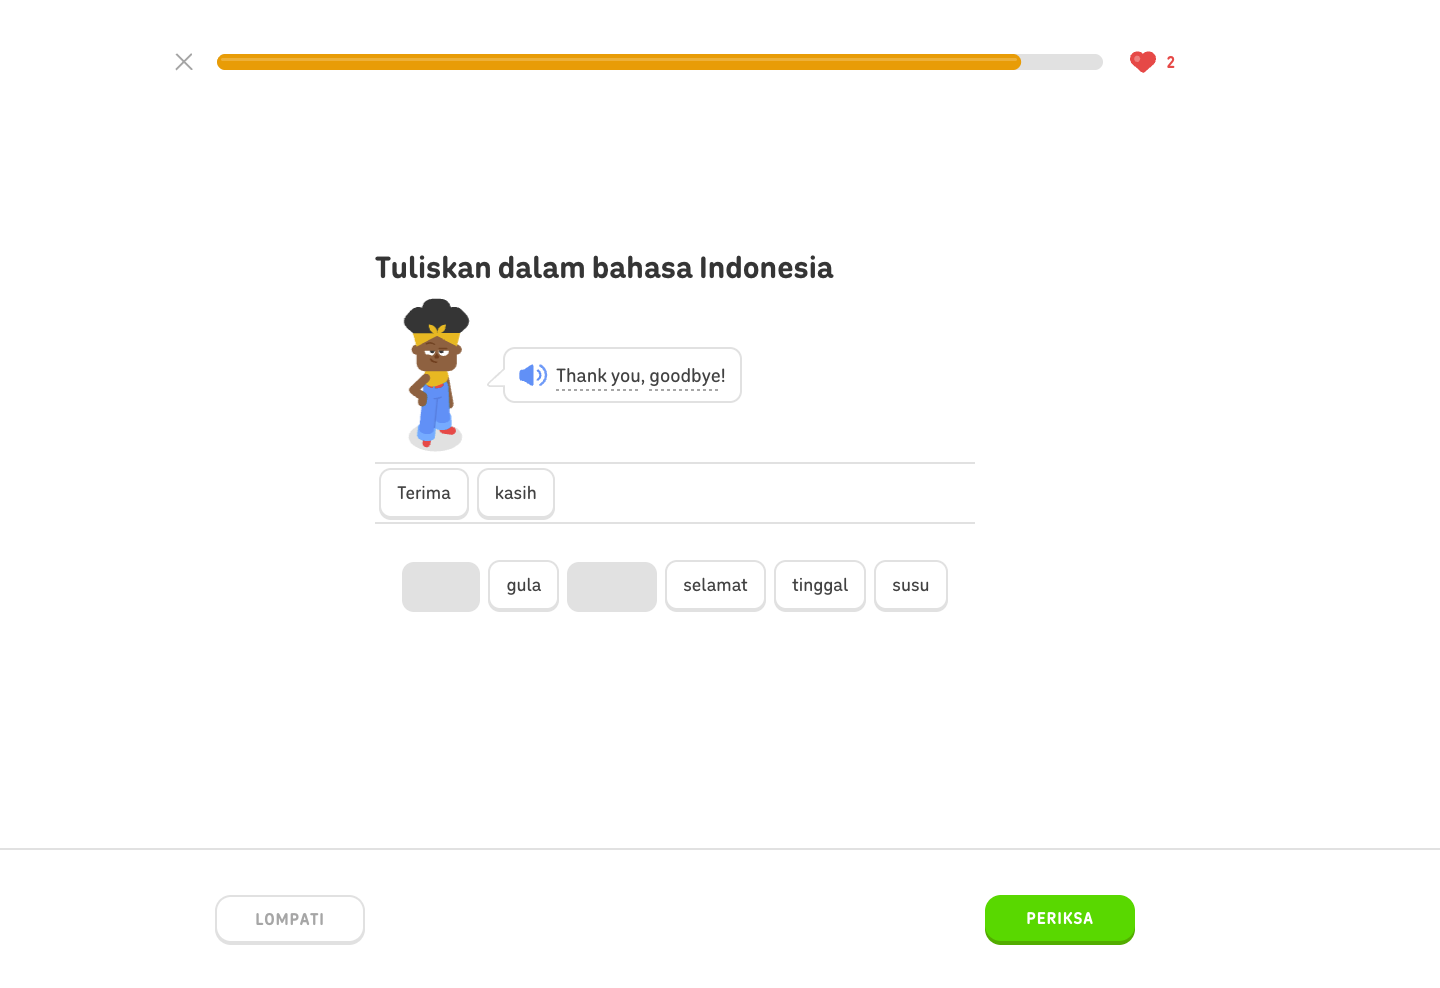 2
Tuliskan dalam bahasa Indonesia
Thank you, goodbye!
Terima kasih
gula selamat tinggal susu
LOMPATI PERIKSA